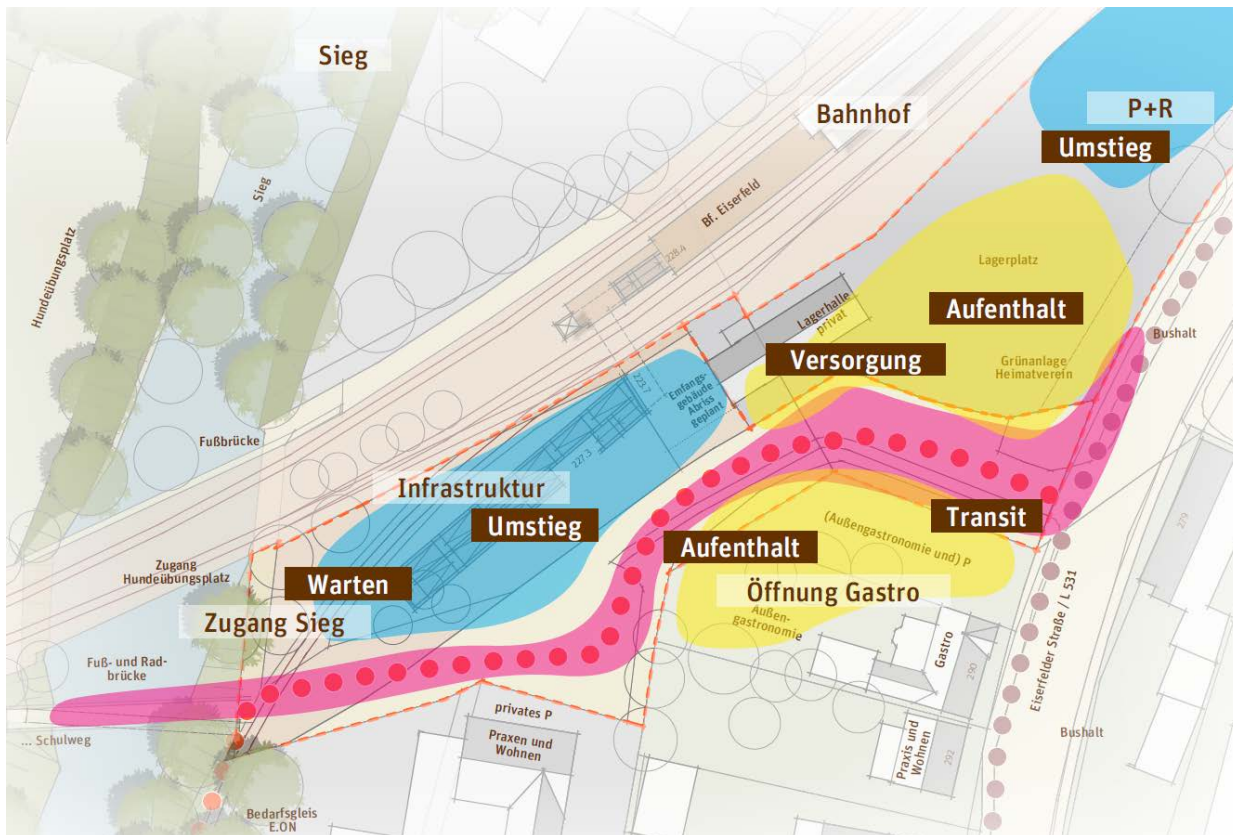 Sieg
Bahnhof
P+R
Umstieg
Sieg
Bf. Eiserfeld
228.4
Hundeübungsplatz
Lagerplatz
Aufenthalt
Lagerhalle
privat
Bushalt
Versorgung
Grünanlage
Heimatverein
223.7
Empfangs-
gebäude
Abriss
geplant
Fußbrücke
227.3
Infrastruktur
Umstieg
Transit
(Außengastronomie und) P
279
Aufenthalt
Zugang
Hundeübungsplatz
Warten
Öffnung Gastro
Außen-
gastronomie
Zugang Sieg
Gastro
290
Eiserfelder Straße / L 531
Fuß- und Rad-
brücke
privates P
Praxen und
Wohnen
Praxis und
Wohnen
292
Bushalt
... Schulweg
Bedarfsgleis
E.ON